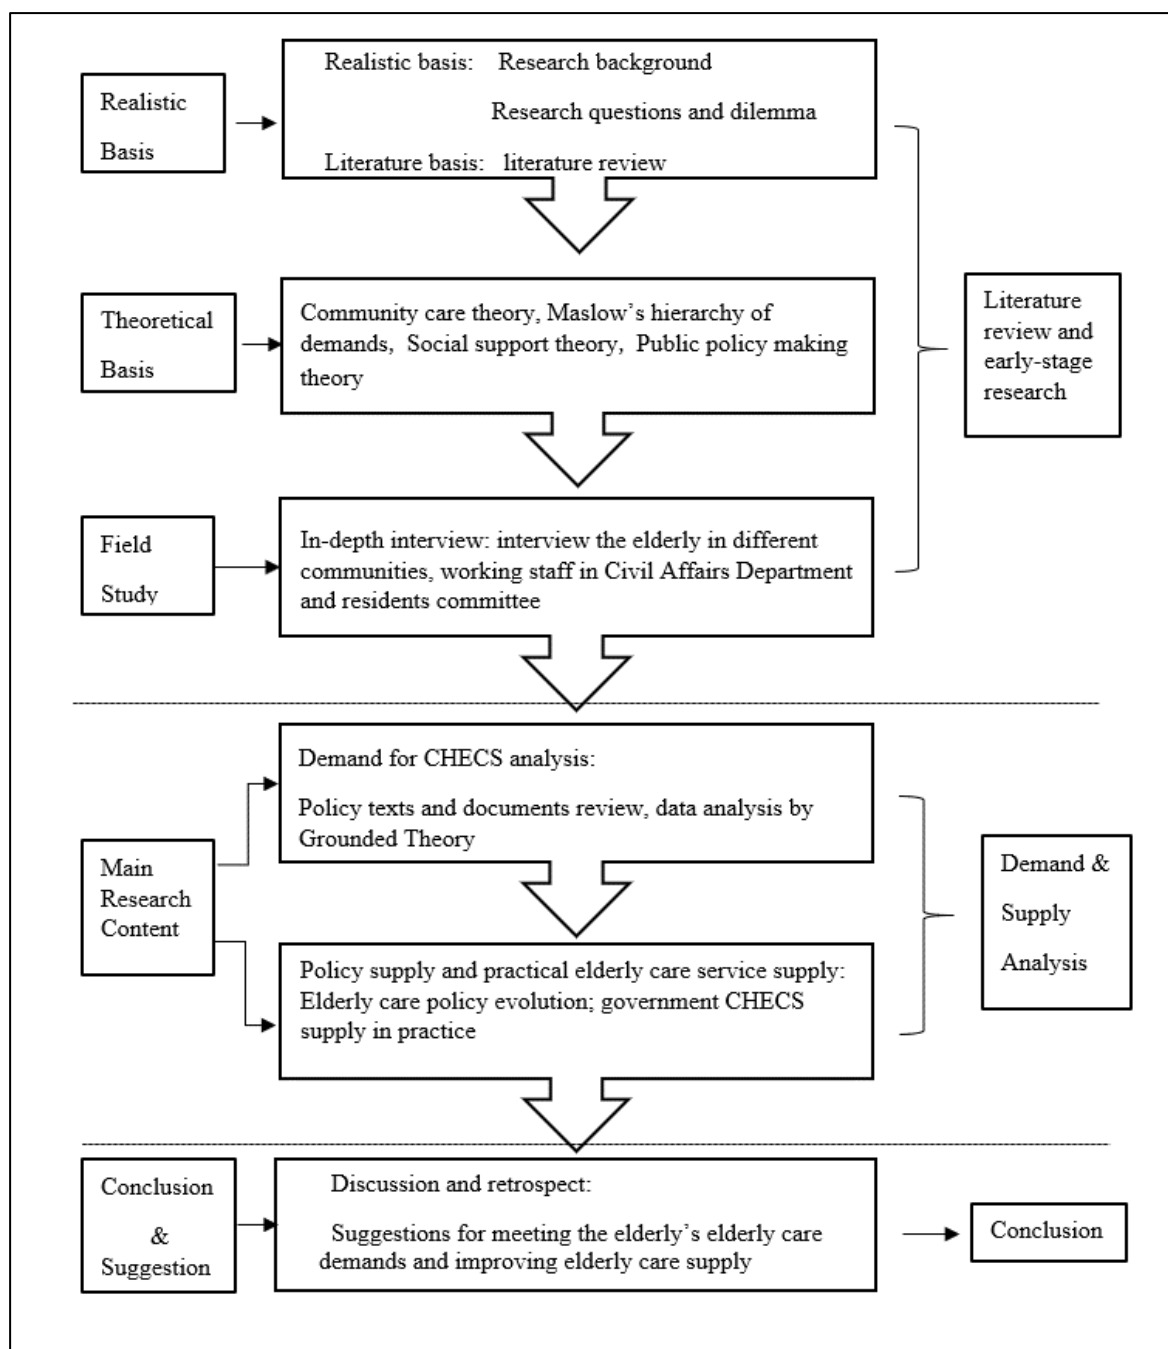 Realistic
Basis
Realistic basis: Research background
Research questions and dilemma
Literature basis: literature review
Theoretical
Basis
Community care theory, Maslow’s hierarchy of
demands, Social support theory, Public policy making
theory
Literature
review and
early-stage
research
Field
Study
In-depth interview: interview the elderly in different
communities, working staff in Civil Affairs Department
and residents committee
Main
Research
Content
Demand for CHECS analysis:
Policy texts and documents review, data analysis by
Grounded Theory
Policy supply and practical elderly care service supply:
Elderly care policy evolution; government CHECS
supply in practice
Demand &
Supply
Analysis
Conclusion
&
Suggestion
Discussion and retrospect:
Suggestions for meeting the elderly’s elderly care
demands and improving elderly care supply
Conclusion